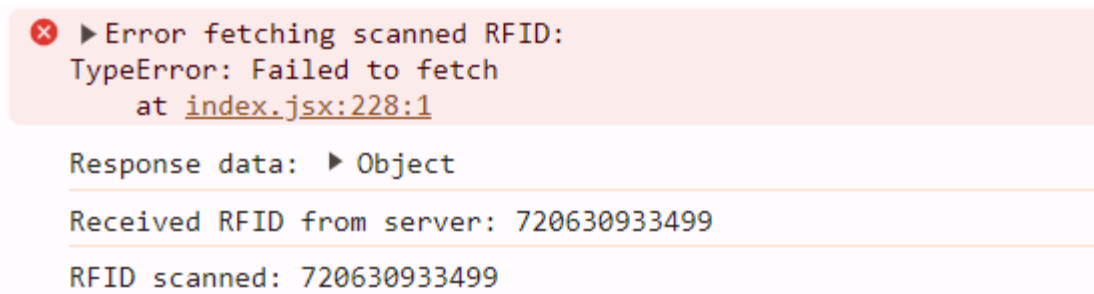 Error fetching scanned RFID:
TypeError: Failed to fetch
at index.jsx:228:1
Response data: ▶ Object
Received RFID from server: 720630933499
RFID scanned: 720630933499